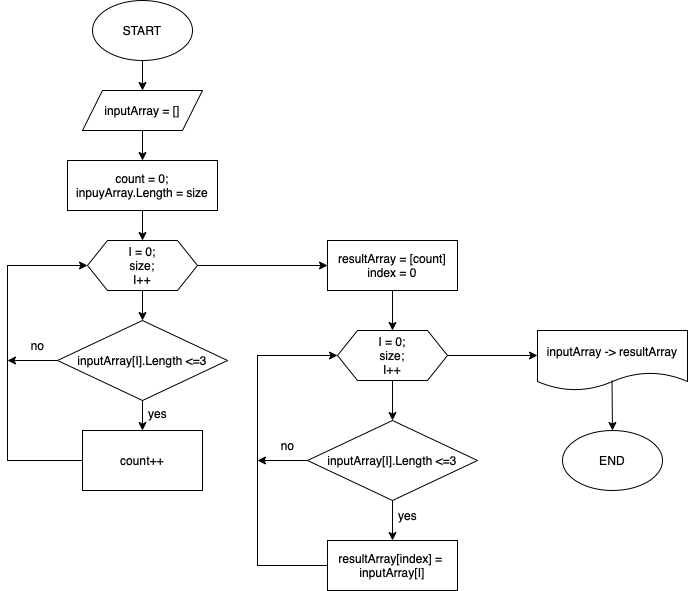 START
inputArray = []
count = 0;
inpuyArray.Length = size
I = 0;
size;
I++
no
inputArray[I].Length <=3
yes
count++
resultArray = [count]
index = 0
I = 0;
size;
I++
no
inputArray[I].Length <=3
yes
resultArray[index] =
inputArray[I]
inputArray -> resultArray
END